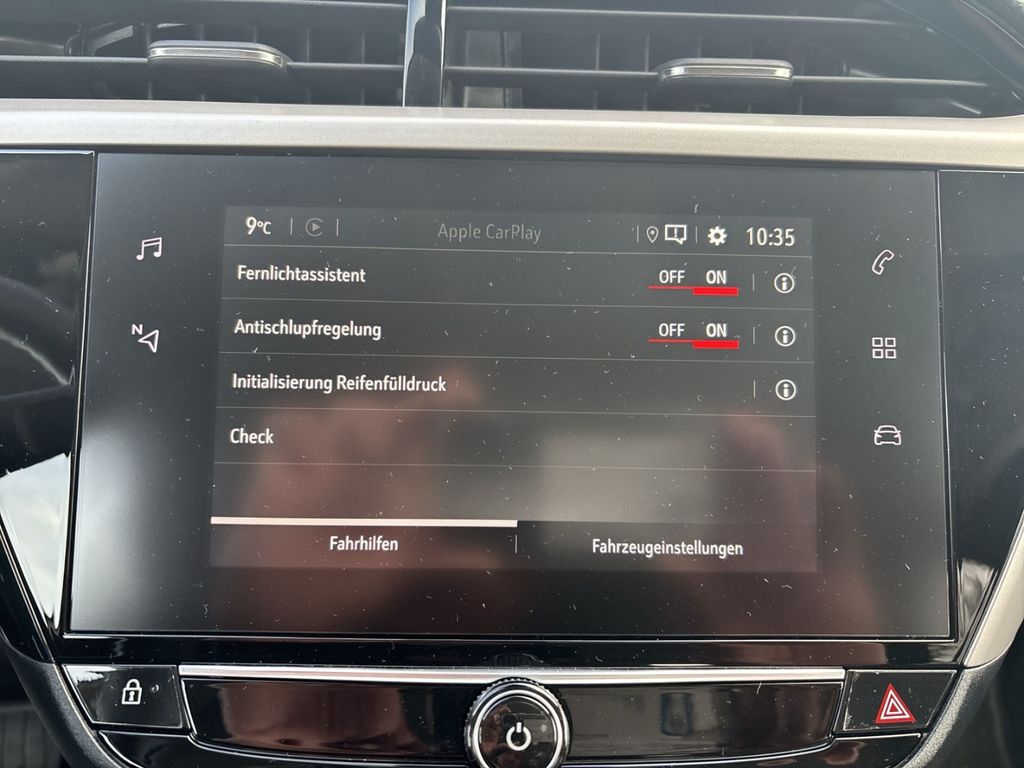 9°C Apple CarPlay 10:35
Fernlichtassistent OFF ON
N
Antischlupfregelung OFF ON
Initialisierung Reifenfülldruck
Check
Fahrhilfen Fahrzeugeinstellungen